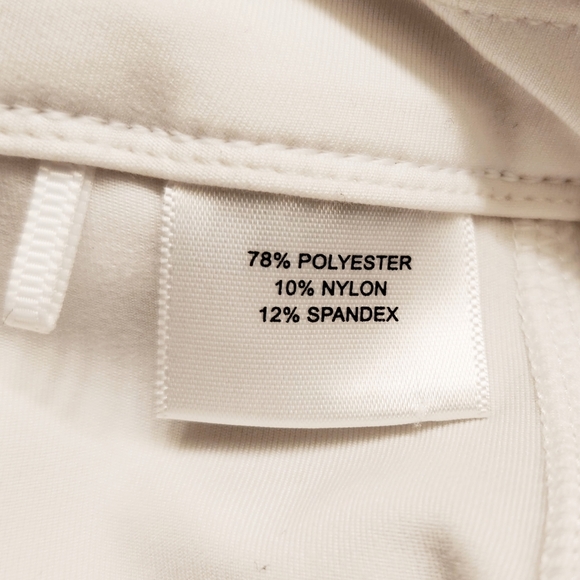 78% POLYESTER
10% NYLON
12% SPANDEX